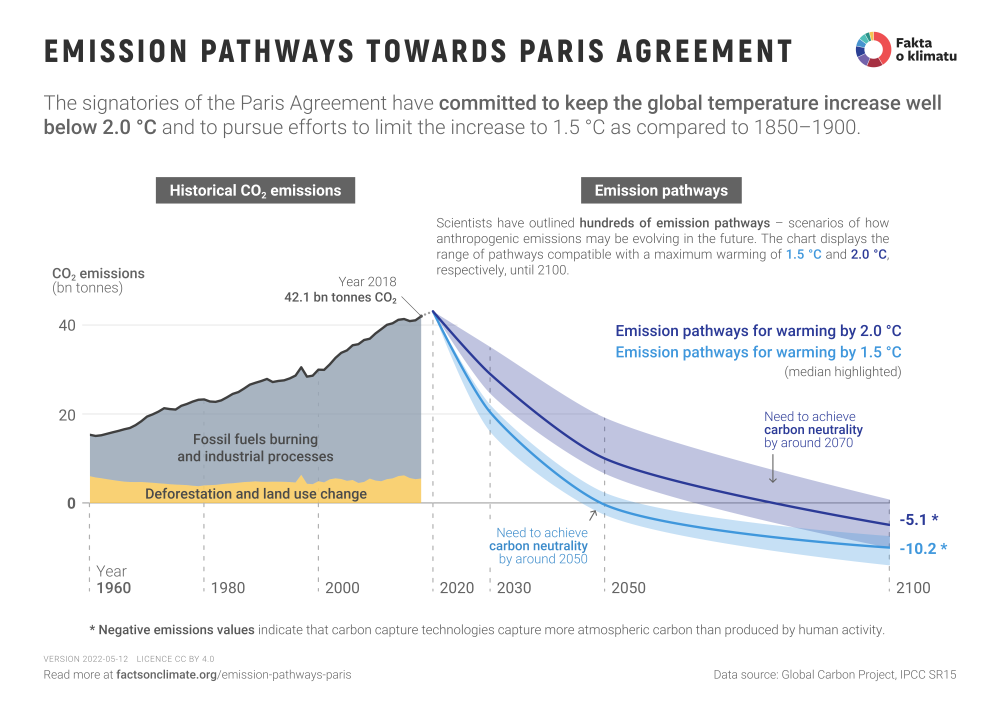 EMISSION PATHWAYS TOWARDS PARIS AGREEMENT
Fakta
o klimatu
The signatories of the Paris Agreement have committed to keep the global temperature increase well
below 2.0 °C and to pursue efforts to limit the increase to 1.5 °C as compared to 1850–1900.
Historical CO₂ emissions
Emission pathways
Scientists have outlined hundreds of emission pathways – scenarios of how
anthropogenic emissions may be evolving in the future. The chart displays the
range of pathways compatible with a maximum warming of 1.5 °C and 2.0 °C,
respectively, until 2100.
CO₂ emissions
(bn tonnes)
Year 2018
42.1 bn tonnes CO₂
40
20
0
Emission pathways for warming by 2.0 °C
Emission pathways for warming by 1.5 °C
(median highlighted)
Need to achieve
carbon neutrality
by around 2070
Fossil fuels burning
and industrial processes
Deforestation and land use change
Need to achieve
carbon neutrality
by around 2050
-5.1 *
-10.2 *
Year
1960
1980
2000
2020
2030
2050
2100
* Negative emissions values indicate that carbon capture technologies capture more atmospheric carbon than produced by human activity.
VERSION 2022-05-12 LICENCE CC BY 4.0
Read more at factsonclimate.org/emission-pathways-paris
Data source: Global Carbon Project, IPCC SR15